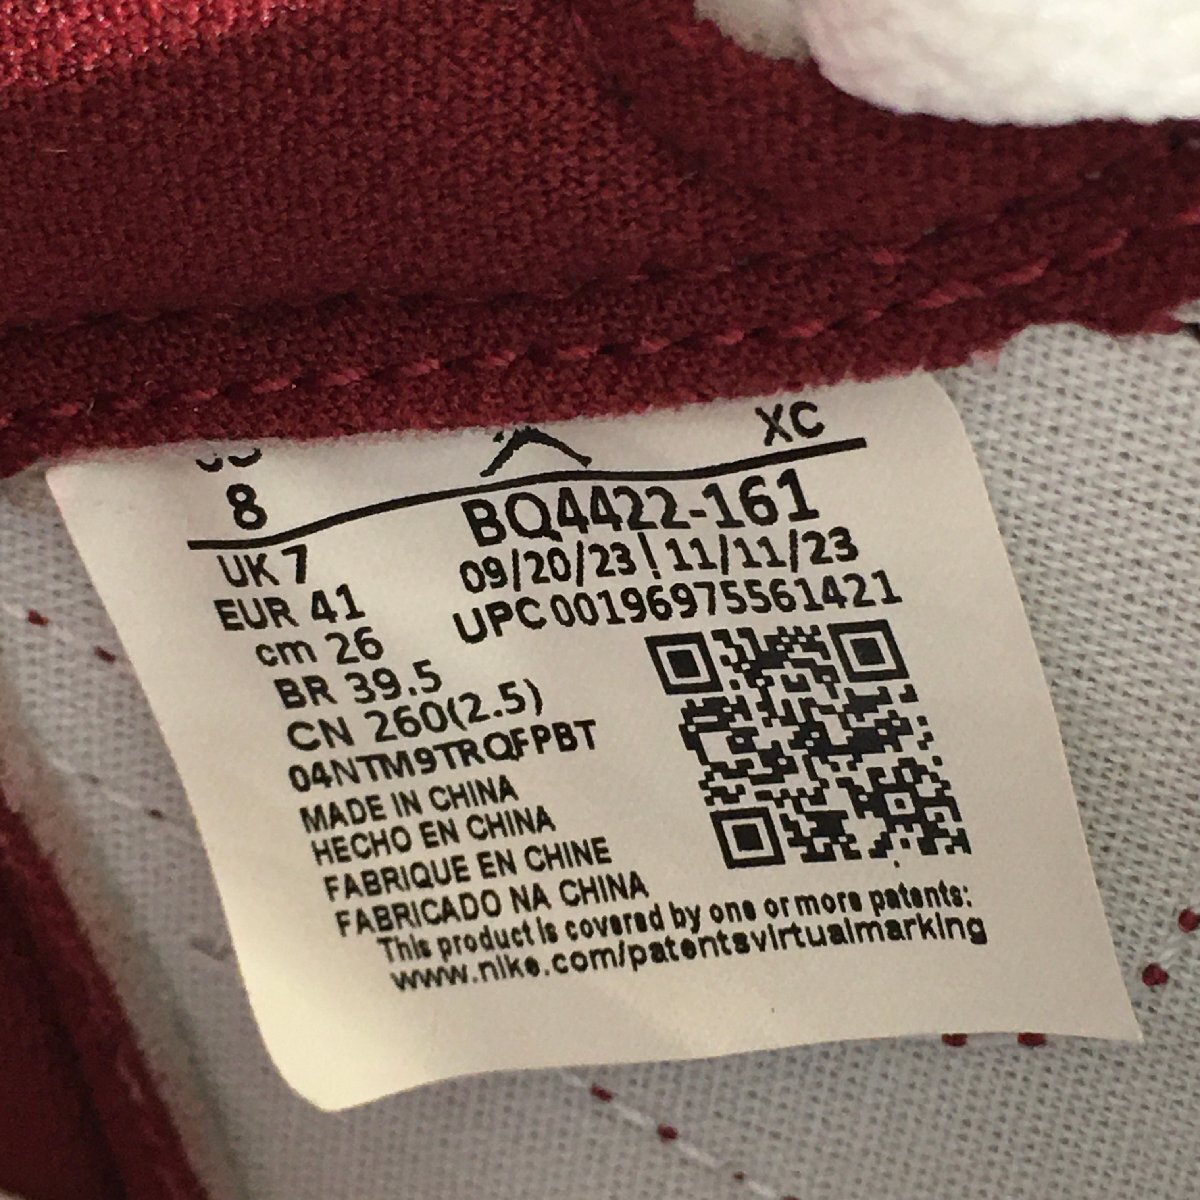 XC
8
BQ4422-161
UK 7
09/20/23 | 11/11/23
EUR 41
UPC 00196975561421
cm 26
BR 39.5
CN 260(2.5)
04NTM9TRQFPBT
MADE IN CHINA
HECHO EN CHINA
FABRIQUE EN CHINE
FABRICADO NA CHINA
This product is covered by one or more patents:
www.nike.com/patentsvirtualmarking